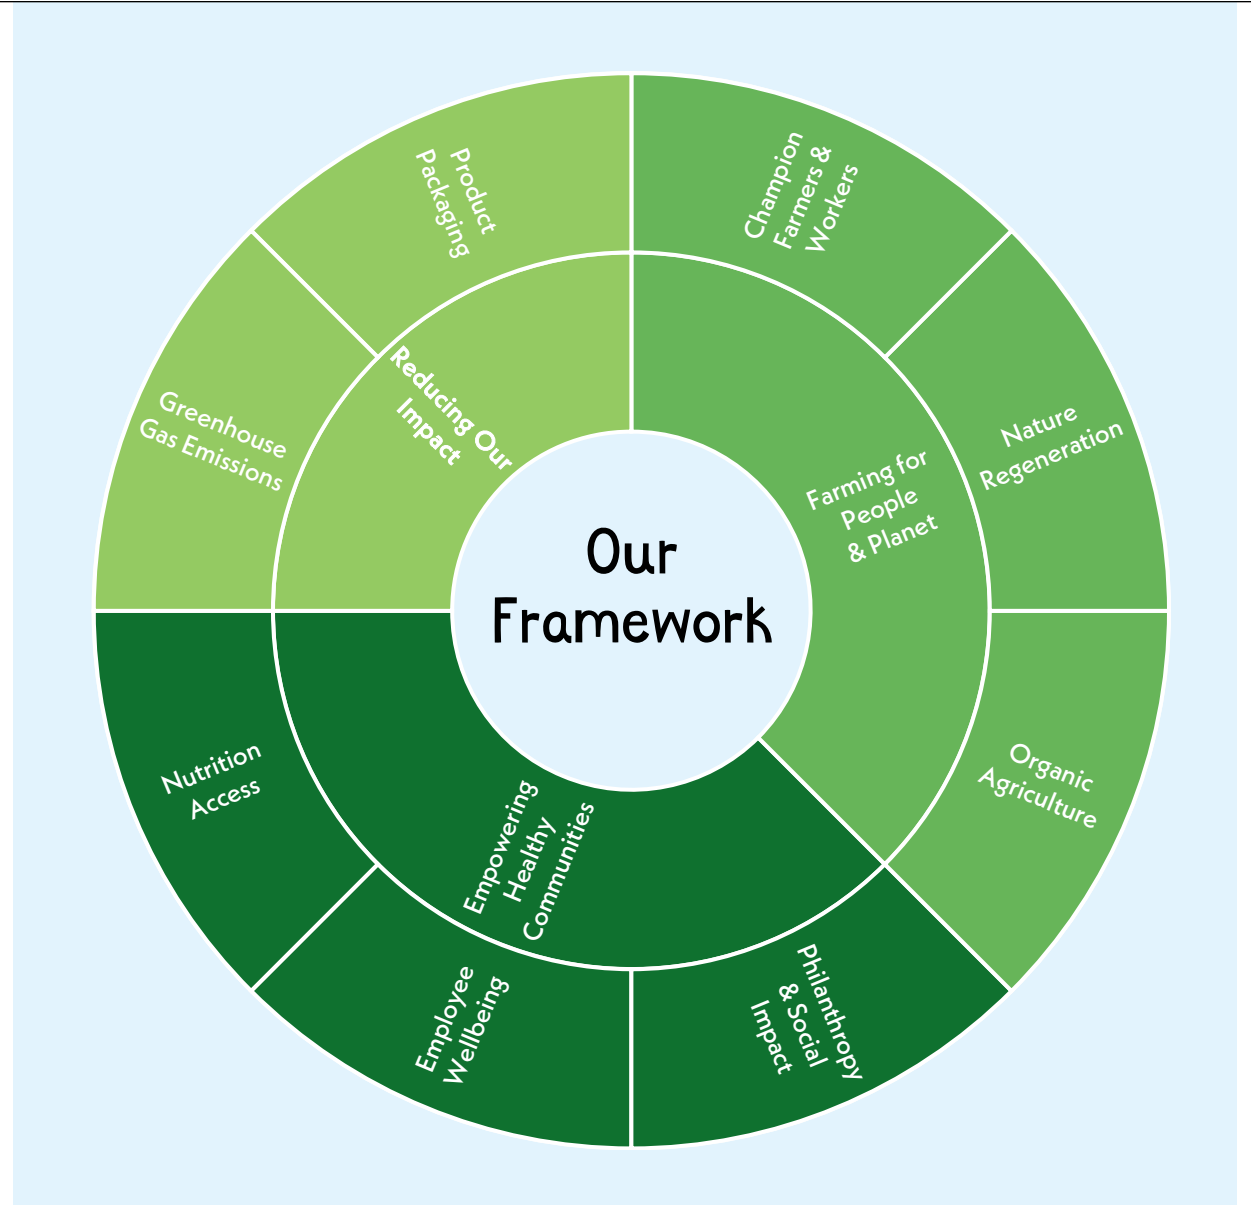 Our
Framework
Farming for
People
& Planet
Champion
Farmers &
Workers
Nature
Regeneration
Organic
Agriculture
Empowering
Healthy
Communities
Philanthropy
& Social
Impact
Employee
Wellbeing
Nutrition
Access
Reducing Our
Impact
Greenhouse
Gas Emissions
Product
Packaging